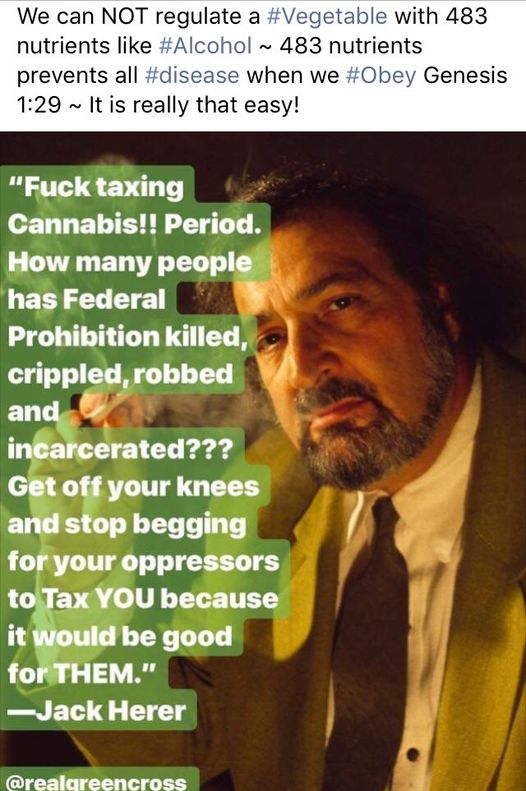 We can NOT regulate a #Vegetable with 483
nutrients like #Alcohol ~ 483 nutrients
prevents all #disease when we #Obey Genesis
1:29 ~ It is really that easy!
"Fuck taxing
Cannabis!! Period.
How many people
has Federal
Prohibition killed,
crippled, robbed
and
incarcerated???
Get off your knees
and stop begging
for your oppressors
to Tax YOU because
it would be good
for THEM."
—Jack Herer
@realgreencross